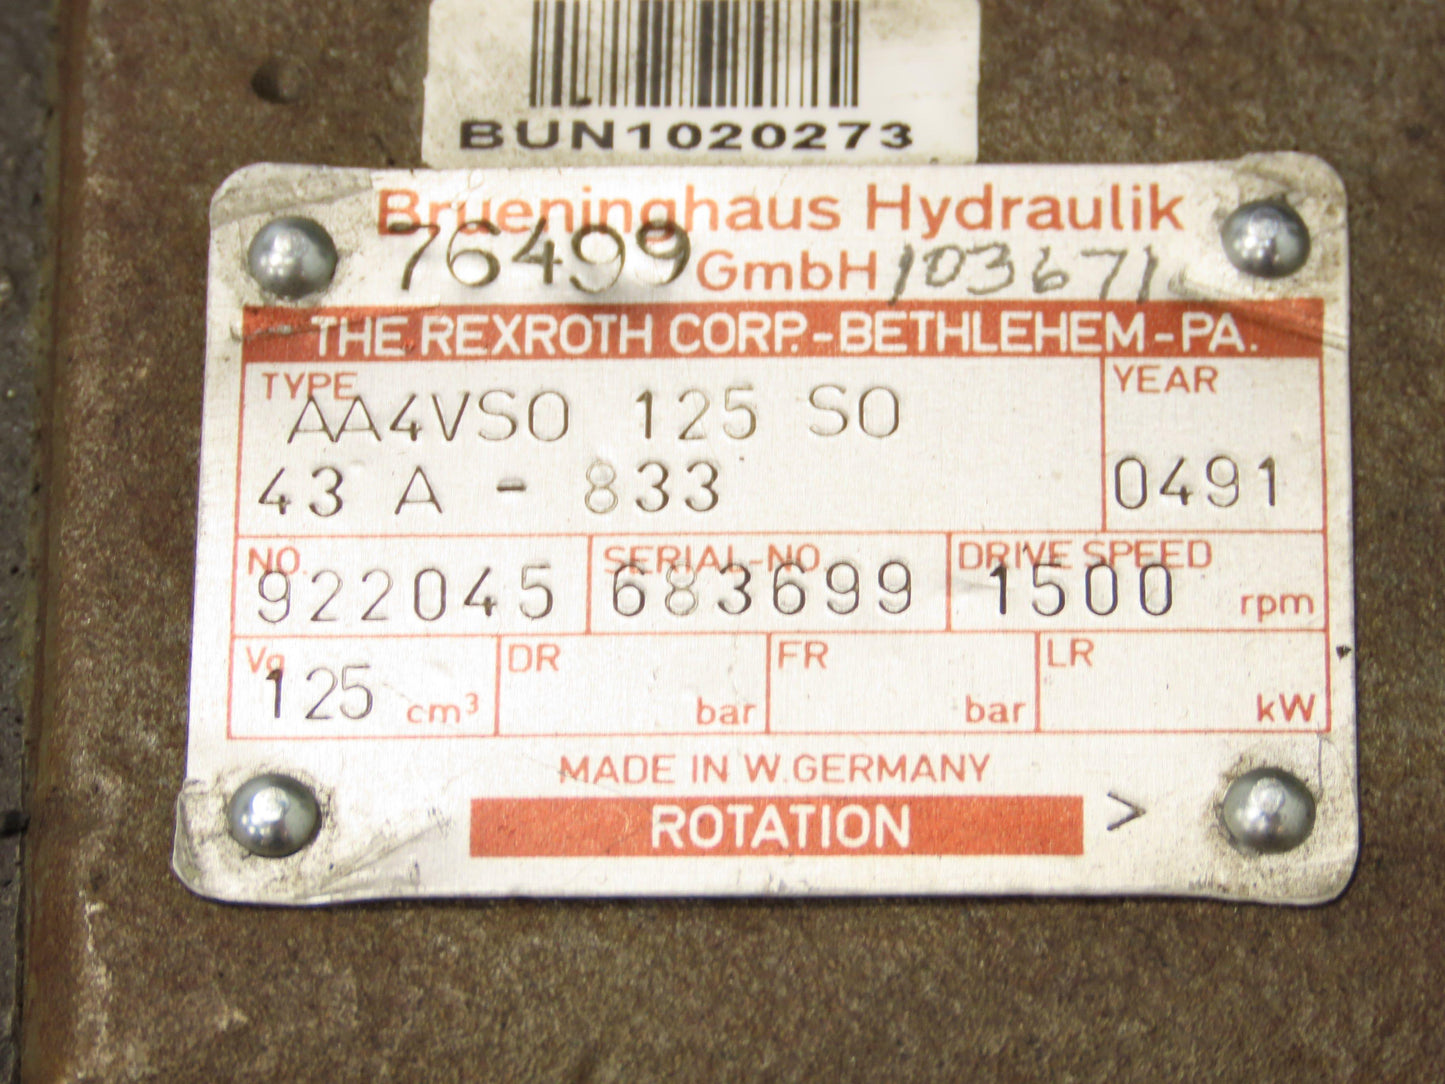 BUN1020273
Brueninghaus Hydraulik
76499 GmbH 103671
THE REXROTH CORP.-BETHLEHEM-PA.
TYPE YEAR
AA4VSO 125 SO
43 A - 833 0491
NO. SERIAL-NO. DRIVE SPEED
922045 683699 1500 rpm
Vg DR FR LR
125 cm³ bar bar kW
MADE IN W.GERMANY
ROTATION >